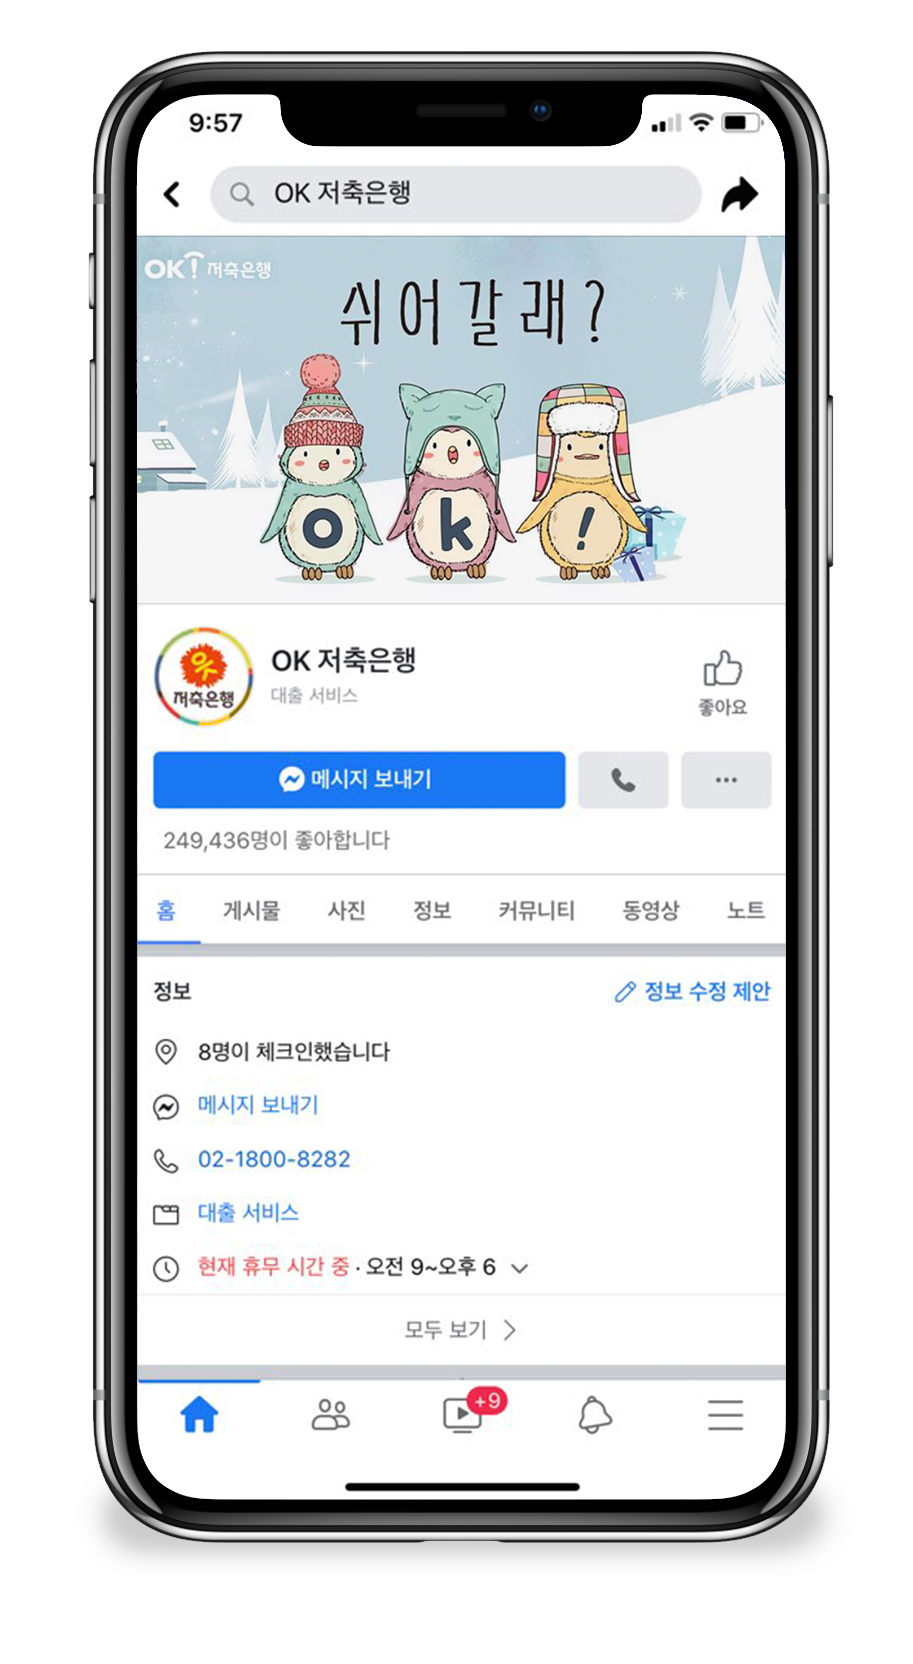 9:57
OK 저축은행
OK! 저축은행
쉬어갈래?
o k !
OK
저축은행
OK 저축은행
대출 서비스
좋아요
메시지 보내기
249,436명이 좋아합니다
홈 게시물 사진 정보 커뮤니티 동영상 노트
정보
정보 수정 제안
8명이 체크인했습니다
메시지 보내기
02-1800-8282
대출 서비스
현재 휴무 시간 중 · 오전 9~오후 6
모두 보기
+9